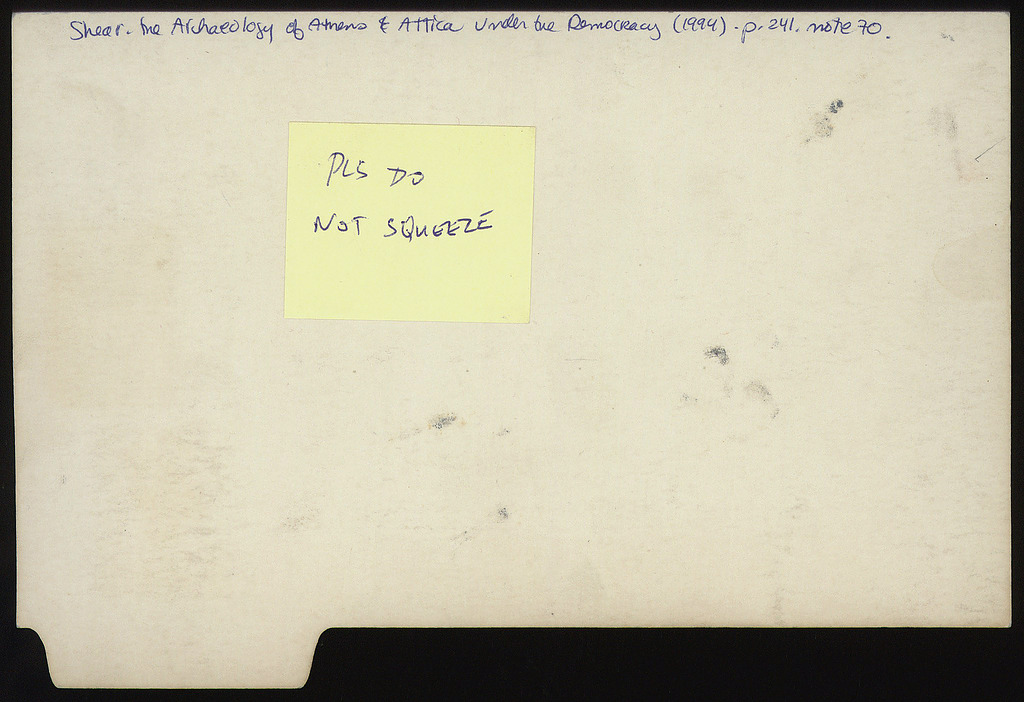 Shear. The Archaeology of Athens & Attica Under the Democracy (1994). p. 241. note 70.
PLS DO
NOT SQUEEZE